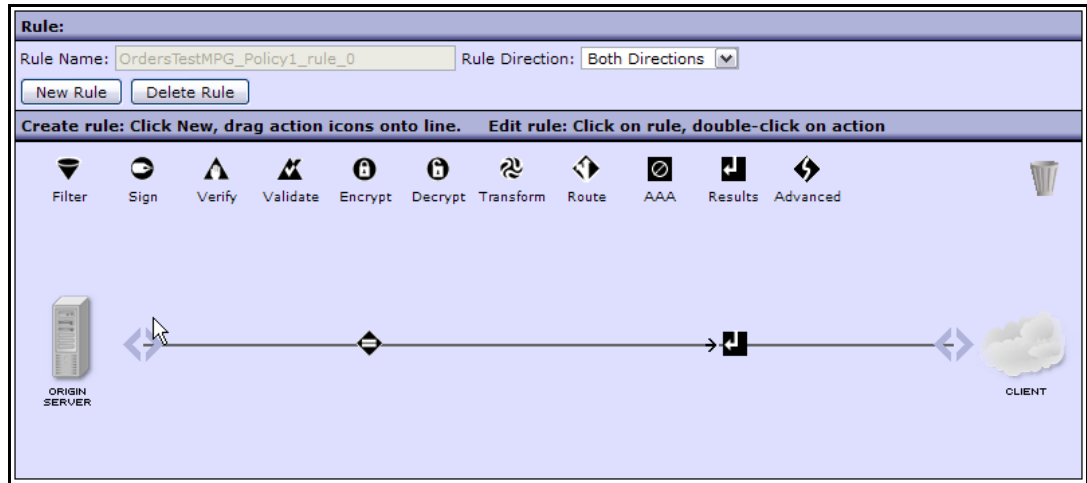 Rule:
Rule Name: OrdersTestMPG_Policy1_rule_0 Rule Direction: Both Directions
New Rule Delete Rule
Create rule: Click New, drag action icons onto line. Edit rule: Click on rule, double-click on action
Filter Sign Verify Validate Encrypt Decrypt Transform Route AAA Results Advanced
ORIGIN
SERVER
CLIENT